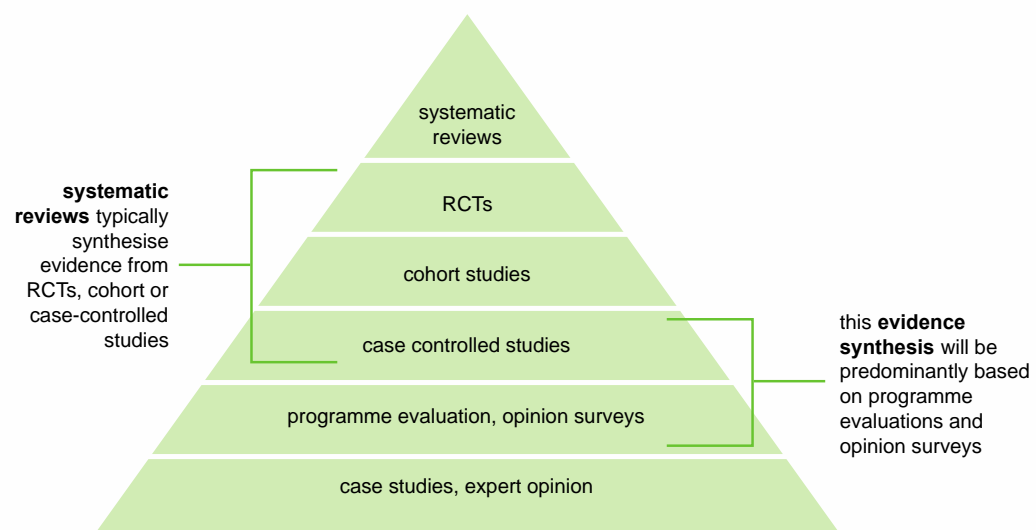 systematic
reviews
RCTs
cohort studies
case controlled studies
programme evaluation, opinion surveys
case studies, expert opinion
systematic
reviews typically
synthesise
evidence from
RCTs, cohort or
case-controlled
studies
this evidence
synthesis will be
predominantly based
on programme
evaluations and
opinion surveys